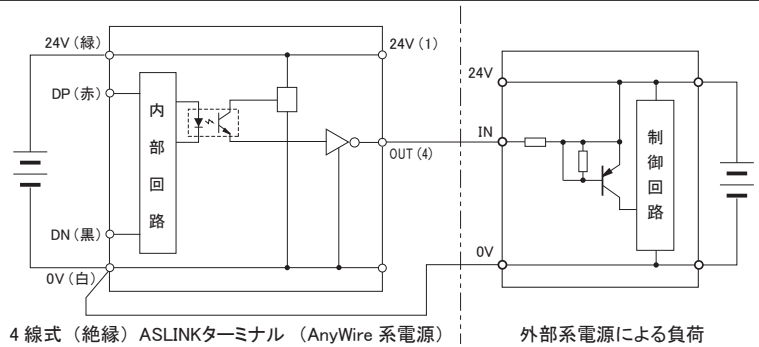 24V（緑）
24V（1）
DP（赤）
内部回路
OUT（4）
DN（黒）
0V（白）
24V
IN
制御回路
0V
4 線式（絶縁）ASLINKターミナル （AnyWire 系電源）
外部系電源による負荷